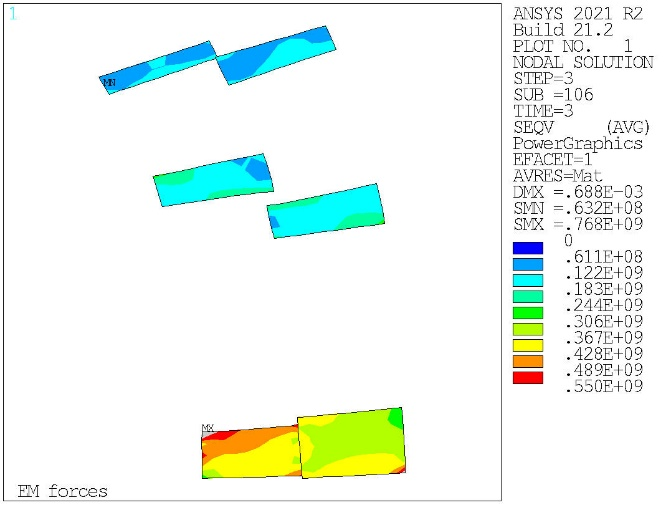 1
ANSYS 2021 R2
Build 21.2
PLOT NO. 1
NODAL SOLUTION
STEP=3
SUB =106
TIME=3
SEQV (AVG)
PowerGraphics
EFACET=1
AVRES=Mat
DMX =.688E-03
SMN =.632E+08
SMX =.768E+09
0
.611E+08
.122E+09
.183E+09
.244E+09
.306E+09
.367E+09
.428E+09
.489E+09
.550E+09
MN
MX
EM forces